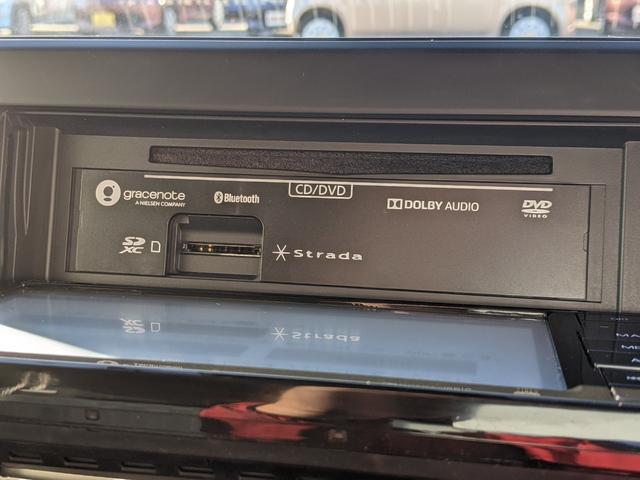 gracenote
A NIELSEN COMPANY
Bluetooth
CD/DVD
DOLBY AUDIO
DVD
VIDEO
SD
XC
Strada